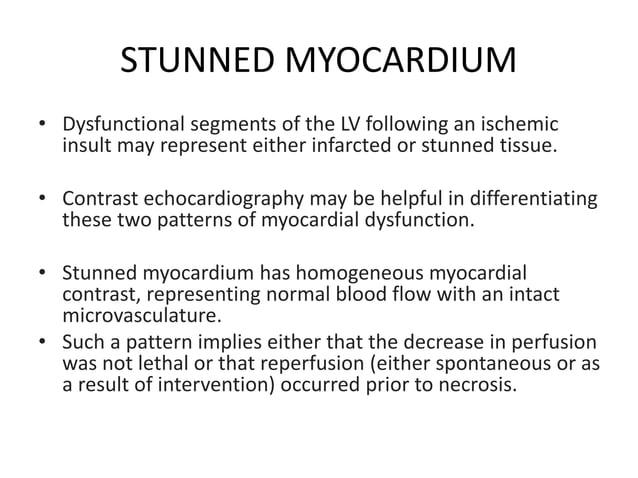 STUNNED MYOCARDIUM
• Dysfunctional segments of the LV following an ischemic
insult may represent either infarcted or stunned tissue.
• Contrast echocardiography may be helpful in differentiating
these two patterns of myocardial dysfunction.
• Stunned myocardium has homogeneous myocardial
contrast, representing normal blood flow with an intact
microvasculature.
• Such a pattern implies either that the decrease in perfusion
was not lethal or that reperfusion (either spontaneous or as
a result of intervention) occurred prior to necrosis.